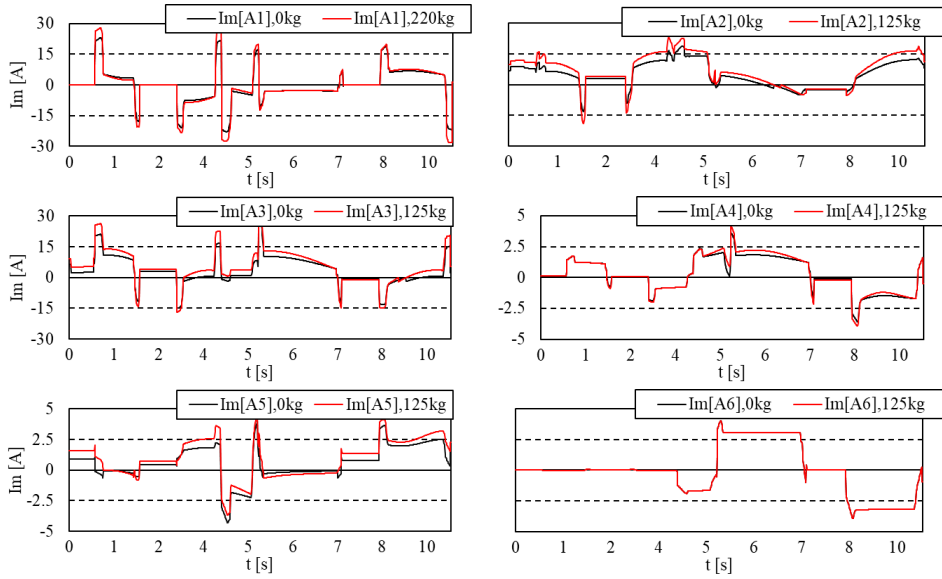 Im[A1],0kg Im[A1],220kg
Im [A]
30
15
0
-15
-30
0 1 2 3 4 5 6 7 8 9 10
t [s]
Im[A2],0kg Im[A2],125kg
0 1 2 3 4 5 6 7 8 9 10
t [s]
Im[A3],0kg Im[A3],125kg
Im [A]
30
15
0
-15
-30
0 1 2 3 4 5 6 7 8 9 10
t [s]
Im[A4],0kg Im[A4],125kg
5
2.5
0
-2.5
-5
0 1 2 3 4 5 6 7 8 9 10
t [s]
Im[A5],0kg Im[A5],125kg
Im [A]
5
2.5
0
-2.5
-5
0 1 2 3 4 5 6 7 8 9 10
t [s]
Im[A6],0kg Im[A6],125kg
0 1 2 3 4 5 6 7 8 9 10
t [s]